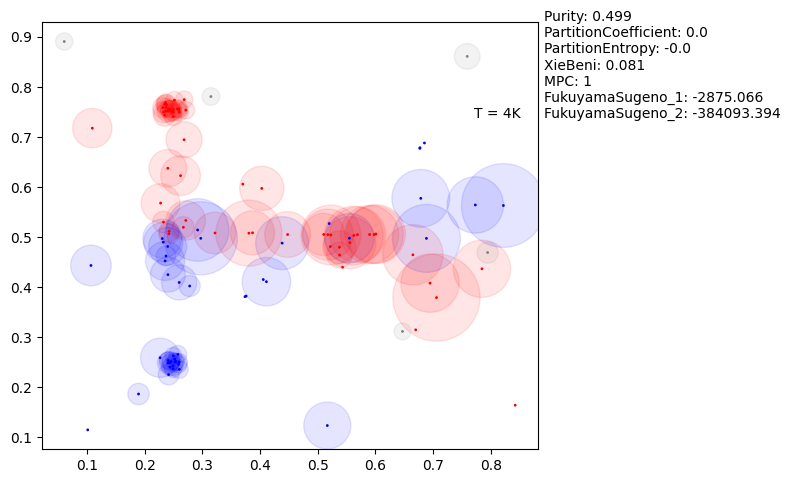 Purity: 0.499
PartitionCoefficient: 0.0
PartitionEntropy: -0.0
XieBeni: 0.081
MPC: 1
FukuyamaSugeno_1: -2875.066
FukuyamaSugeno_2: -384093.394
T = 4K
0.9
0.8
0.7
0.6
0.5
0.4
0.3
0.2
0.1
0.1 0.2 0.3 0.4 0.5 0.6 0.7 0.8